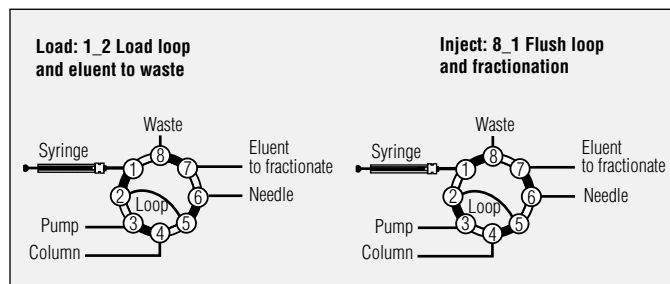 Load: 1_2 Load loop
and eluent to waste
Waste
Syringe
Eluent
to fractionate
Needle
Loop
Pump
Column
1
2
3
4
5
6
7
8
Inject: 8_1 Flush loop
and fractionation
Waste
Syringe
Eluent
to fractionate
Needle
Loop
Pump
Column
1
2
3
4
5
6
7
8